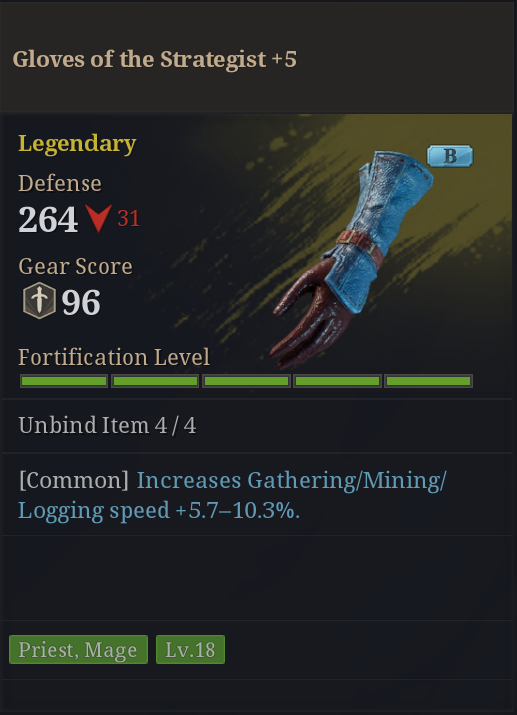 Gloves of the Strategist +5
Legendary
B
Defense
264 31
Gear Score
96
Fortification Level
Unbind Item 4 / 4
[Common] Increases Gathering/Mining/
Logging speed +5.7–10.3%.
Priest, Mage Lv.18